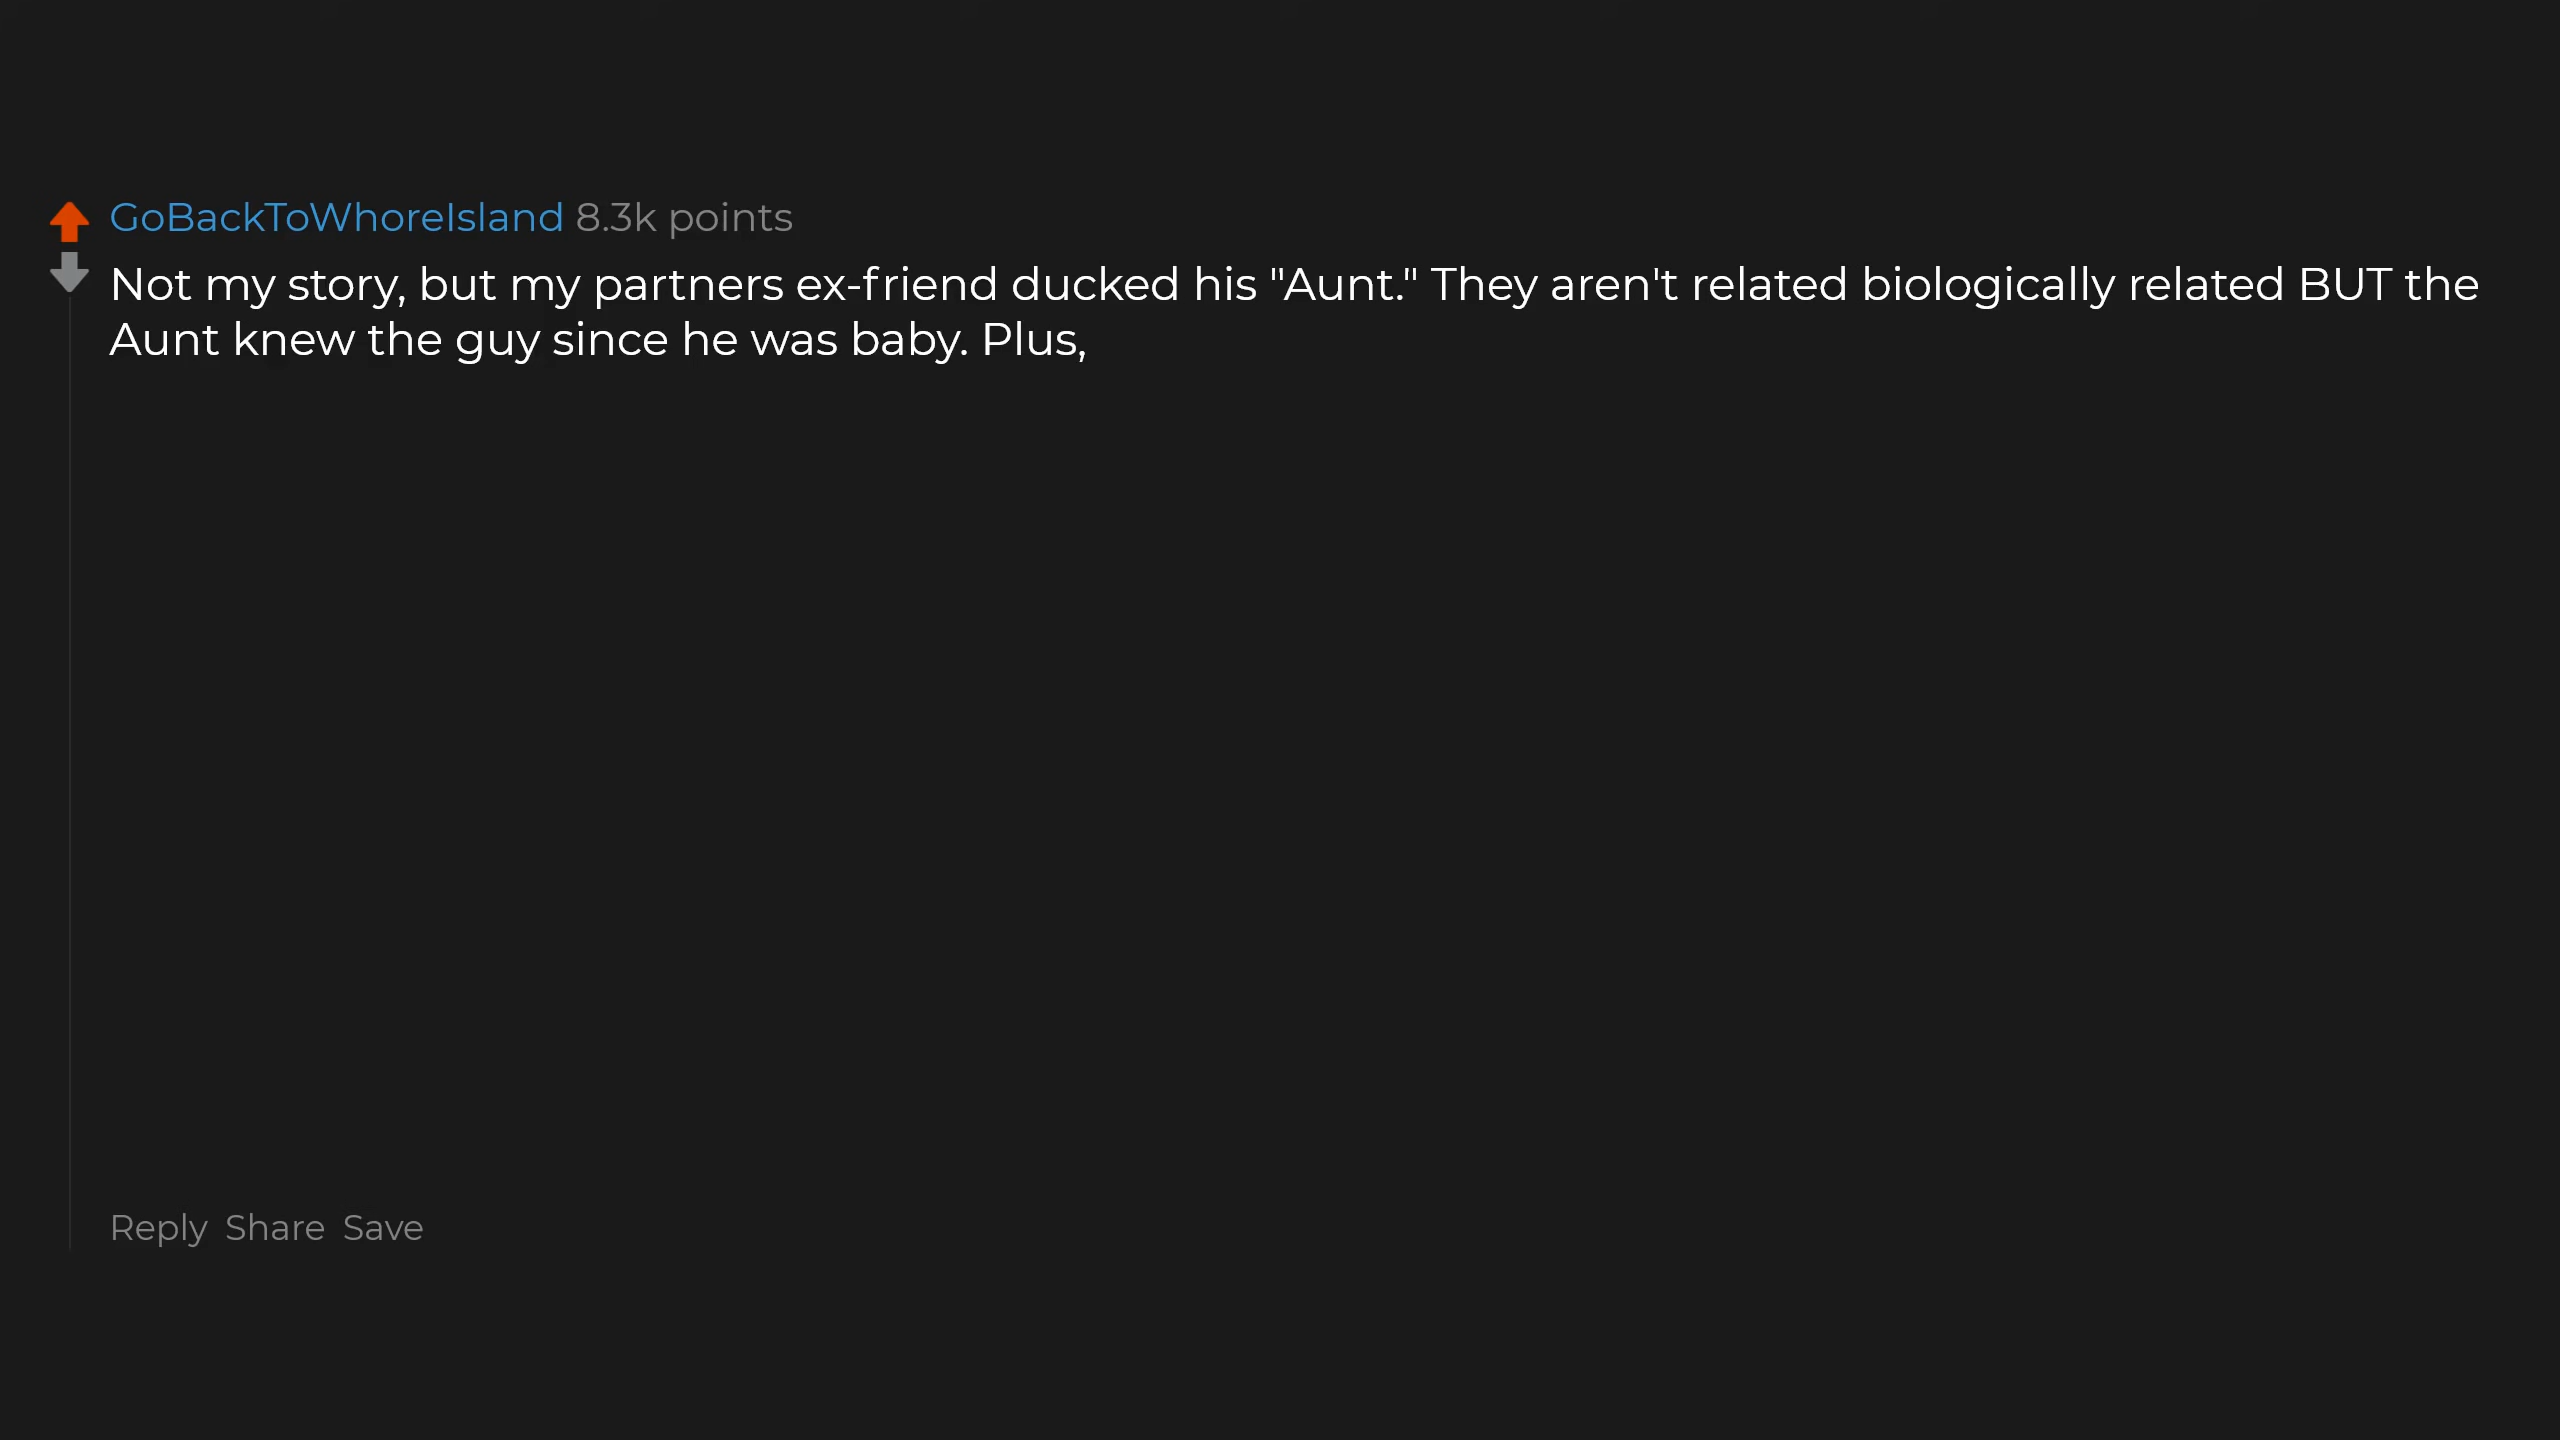 GoBackToWhoreIsland 8.3k points
Not my story, but my partners ex-friend ducked his "Aunt." They aren't related biologically related BUT the
Aunt knew the guy since he was baby. Plus,
Reply Share Save